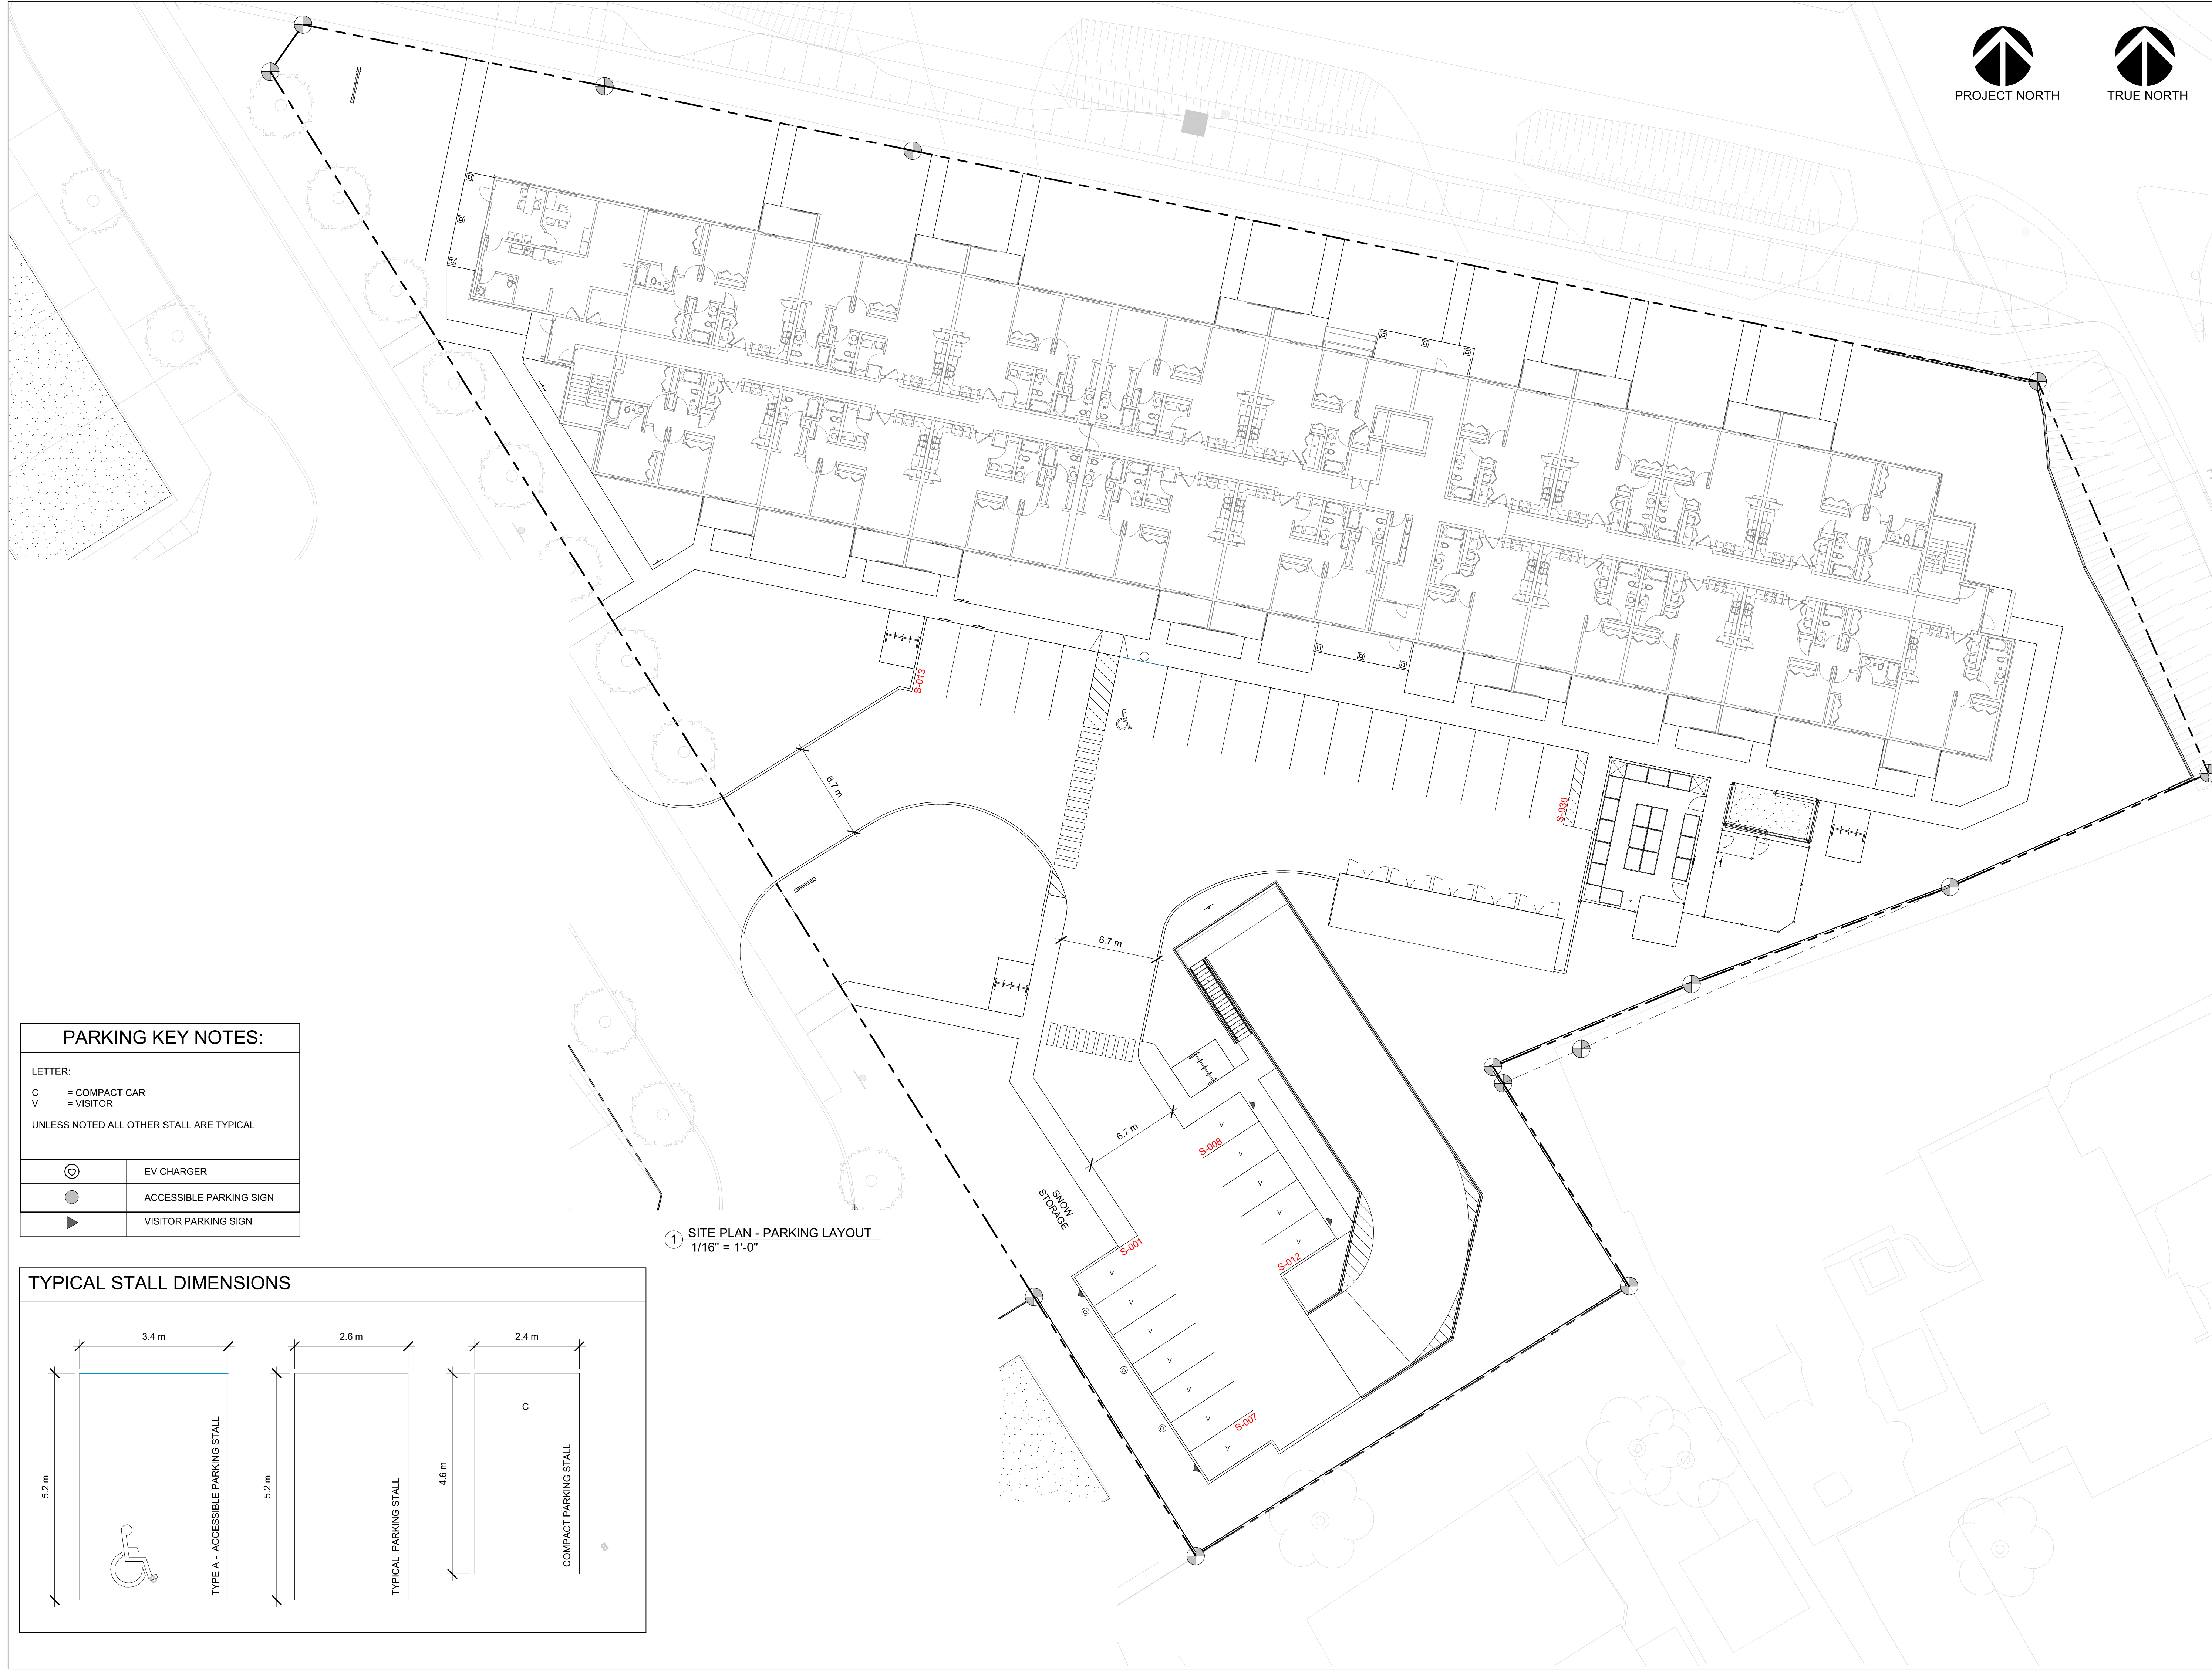 PROJECT NORTH
TRUE NORTH
S-013
6.7 m
S-030
6.7 m
6.7 m
S-008
V
V
V
V
V
S-012
SNOW
STORAGE
S-001
V
V
V
V
V
V
V
S-007
PARKING KEY NOTES:
LETTER:
C = COMPACT CAR
V = VISITOR
UNLESS NOTED ALL OTHER STALL ARE TYPICAL
EV CHARGER
ACCESSIBLE PARKING SIGN
VISITOR PARKING SIGN
1 SITE PLAN - PARKING LAYOUT
1/16" = 1'-0"
TYPICAL STALL DIMENSIONS
3.4 m
5.2 m
TYPE A - ACCESSIBLE PARKING STALL
2.6 m
5.2 m
TYPICAL PARKING STALL
2.4 m
4.6 m
C
COMPACT PARKING STALL